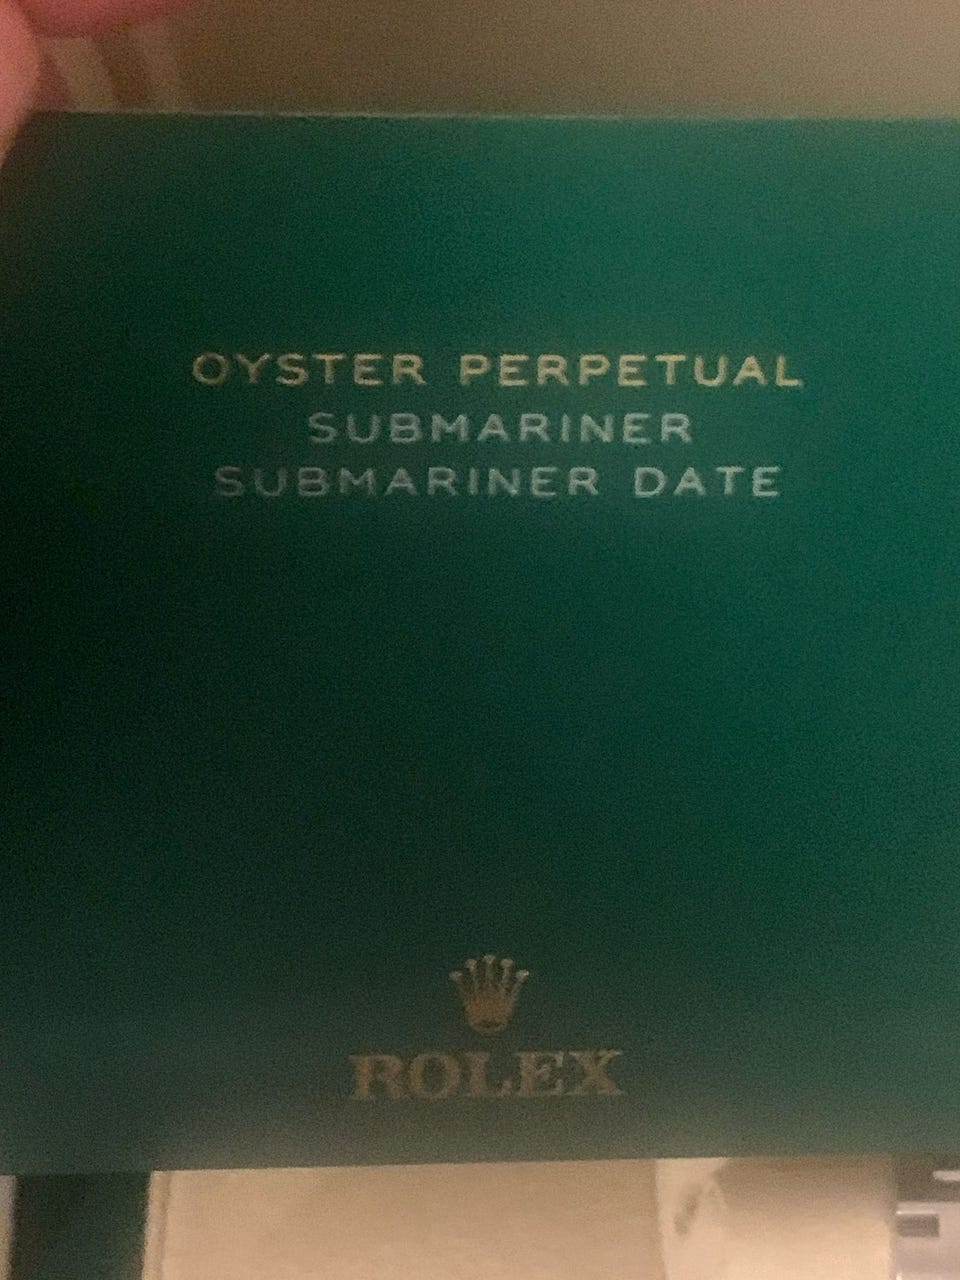 OYSTER PERPETUAL
SUBMARINER
SUBMARINER DATE
ROLEX